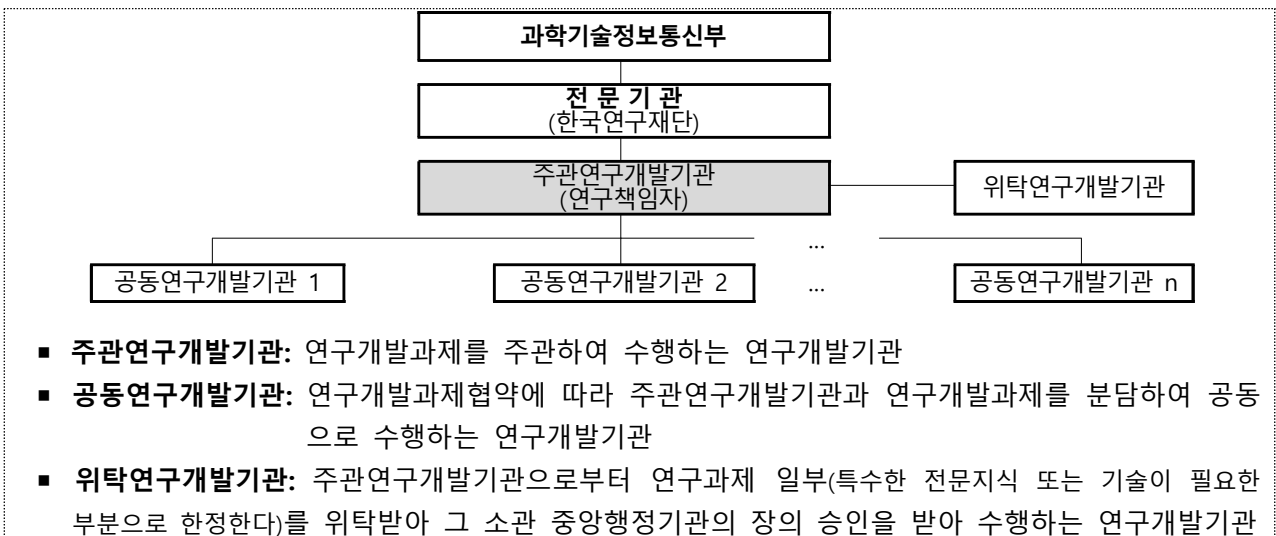 과학기술정보통신부
전 문 기 관
(한국연구재단)
주관연구개발기관
(연구책임자)
위탁연구개발기관
...
공동연구개발기관 1
공동연구개발기관 2
...
공동연구개발기관 n
▪ 주관연구개발기관: 연구개발과제를 주관하여 수행하는 연구개발기관
▪ 공동연구개발기관: 연구개발과제협약에 따라 주관연구개발기관과 연구개발과제를 분담하여 공동
으로 수행하는 연구개발기관
▪ 위탁연구개발기관: 주관연구개발기관으로부터 연구과제 일부(특수한 전문지식 또는 기술이 필요한
부분으로 한정한다)를 위탁받아 그 소관 중앙행정기관의 장의 승인을 받아 수행하는 연구개발기관